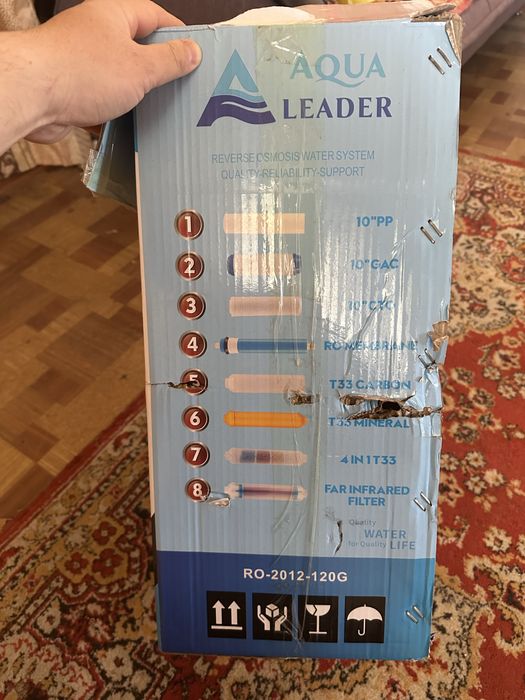 AQUA
LEADER
REVERSE OSMOSIS WATER SYSTEM
QUALITY-RELIABILITY-SUPPORT
1 10"PP
2 10"GAC
3 10"CTO
4 RO MEMBRANE
5 T33 CARBON
6 T33 MINERAL
7 4 IN 1 T33
8 FAR INFRARED
FILTER
Quality
WATER
for Quality LIFE
RO-2012-120G